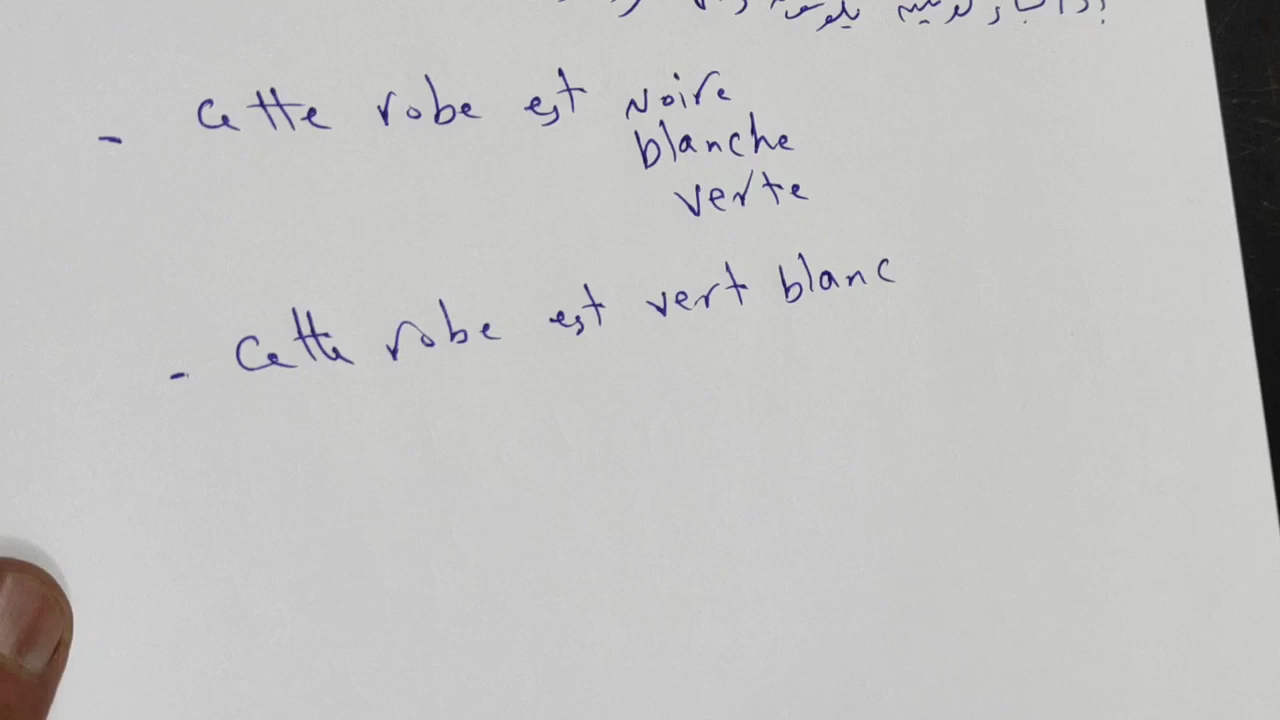 - Cette robe est Noire
blanche
verte
- Cette robe est vert blanc